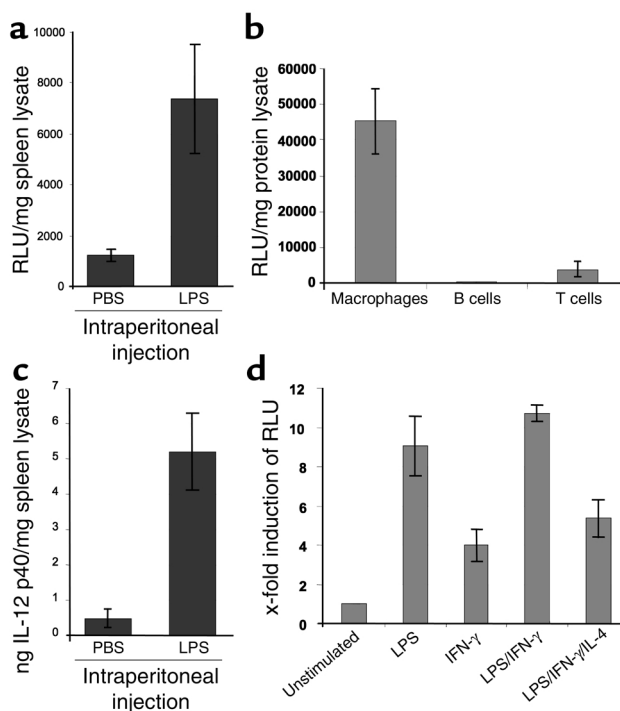 a
RLU/mg spleen lysate
10000
8000
6000
4000
2000
0
PBS
LPS
Intraperitoneal
injection
b
RLU/mg protein lysate
60000
50000
40000
30000
20000
10000
0
Macrophages
B cells
T cells
c
ng IL-12 p40/mg spleen lysate
7
6
5
4
3
2
1
0
PBS
LPS
Intraperitoneal
injection
d
x-fold induction of RLU
12
10
8
6
4
2
0
Unstimulated
LPS
IFN-γ
LPS/IFN-γ
LPS/IFN-γ/IL-4